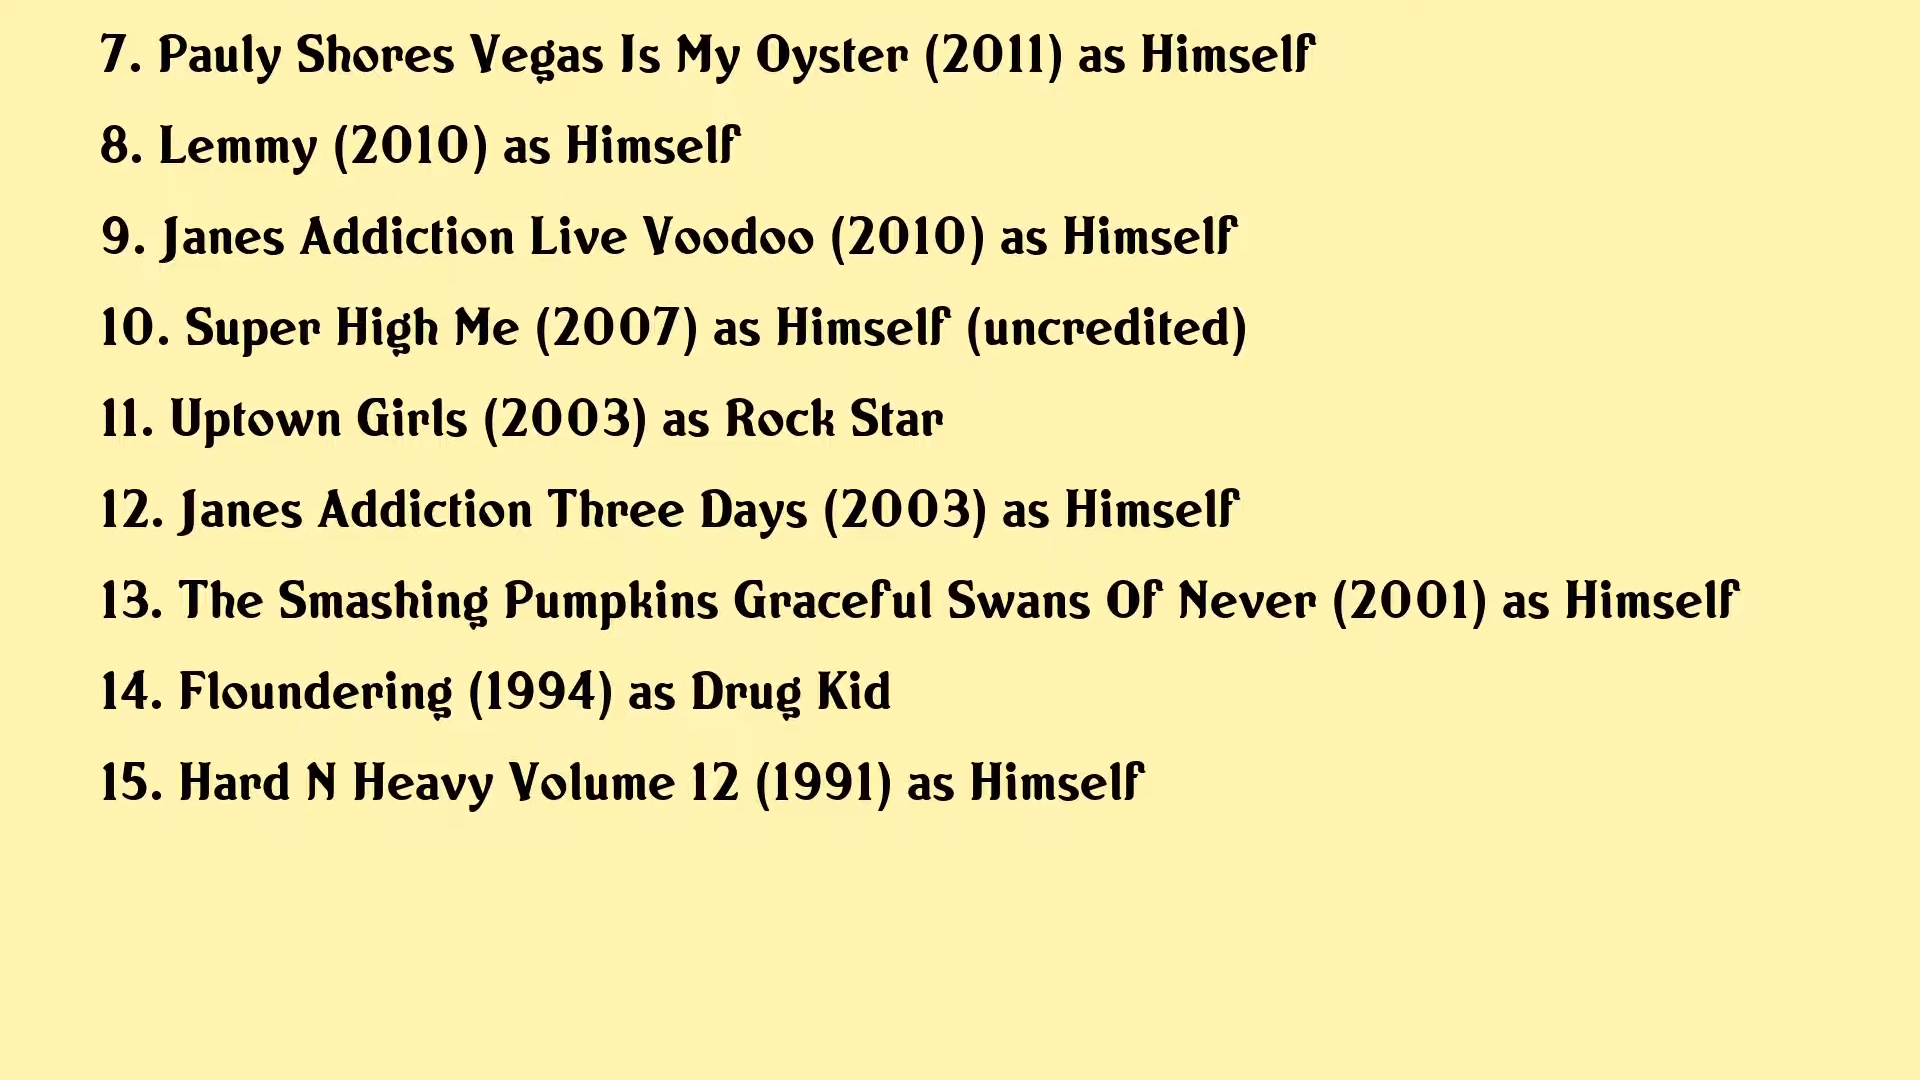 7. Pauly Shores Vegas Is My Oyster (2011) as Himself
8. Lemmy (2010) as Himself
9. Janes Addiction Live Voodoo (2010) as Himself
10. Super High Me (2007) as Himself (uncredited)
11. Uptown Girls (2003) as Rock Star
12. Janes Addiction Three Days (2003) as Himself
13. The Smashing Pumpkins Graceful Swans Of Never (2001) as Himself
14. Floundering (1994) as Drug Kid
15. Hard N Heavy Volume 12 (1991) as Himself